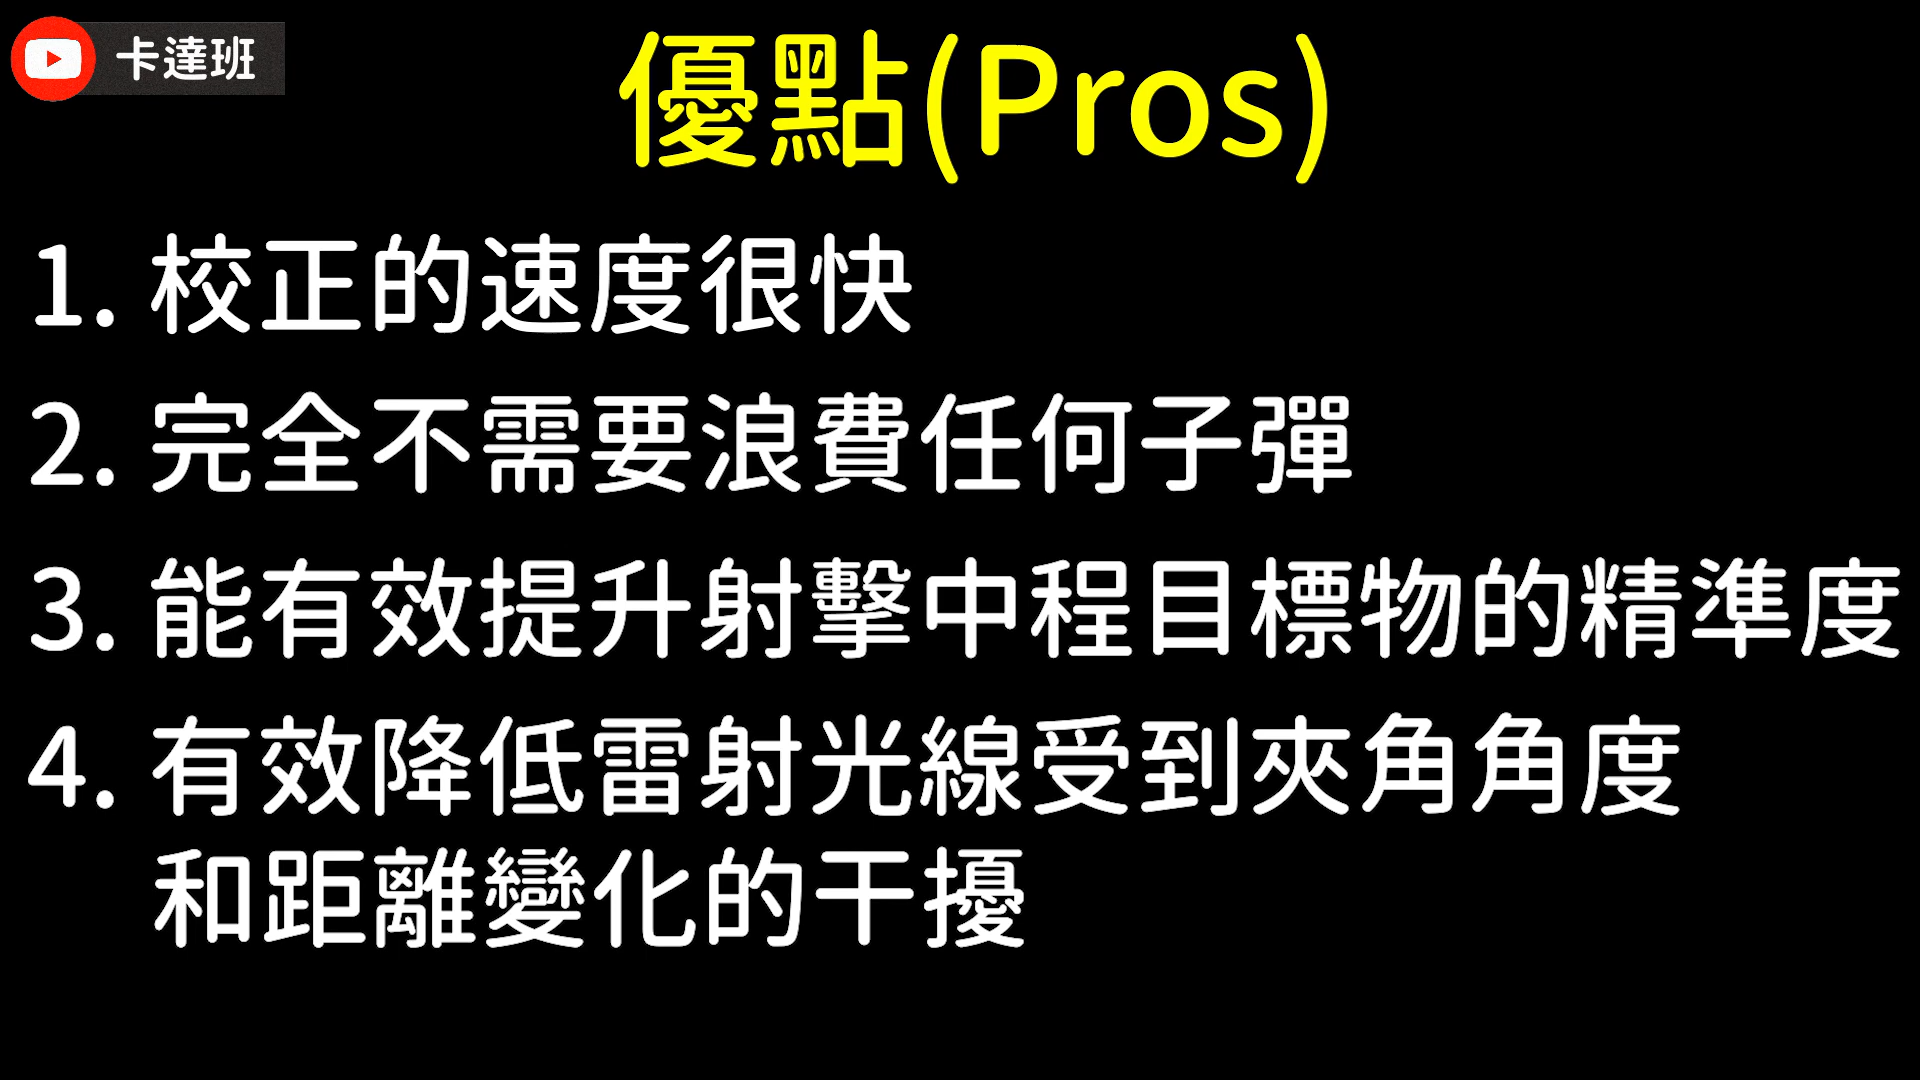 卡達班
優點(Pros)
1. 校正的速度很快
2. 完全不需要浪費任何子彈
3. 能有效提升射擊中程目標物的精準度
4. 有效降低雷射光線受到夾角角度
和距離變化的干擾